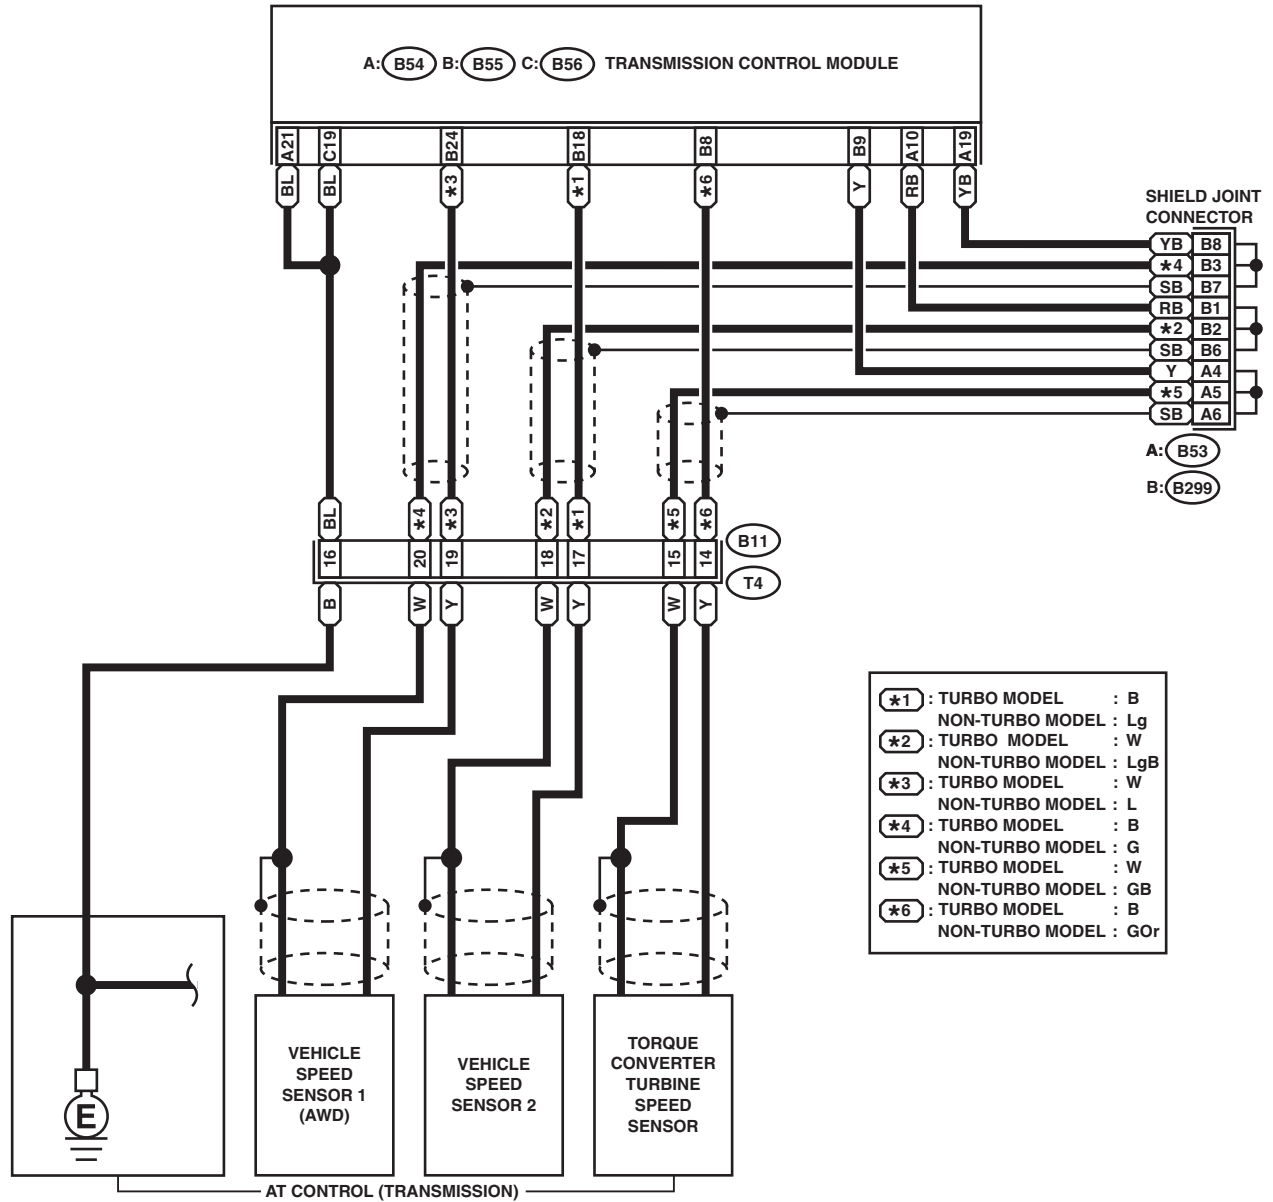 A: B54 B: B55 C: B56 TRANSMISSION CONTROL MODULE
A21 C19 B24 B18 B8 B9 A10 A19
BL BL *3 *1 *6 Y RB YB
SHIELD JOINT
CONNECTOR
YB B8
*4 B3
SB B7
RB B1
*2 B2
SB B6
Y A4
*5 A5
SB A6
A: B53
B: B299
BL *4 *3 *2 *1 *5 *6
B11
16 20 19 18 17 15 14
T4
B W Y W Y W Y
*1 : TURBO MODEL : B
NON-TURBO MODEL : Lg
*2 : TURBO MODEL : W
NON-TURBO MODEL : LgB
*3 : TURBO MODEL : W
NON-TURBO MODEL : L
*4 : TURBO MODEL : B
NON-TURBO MODEL : G
*5 : TURBO MODEL : W
NON-TURBO MODEL : GB
*6 : TURBO MODEL : B
NON-TURBO MODEL : GOr
E
VEHICLE
SPEED
SENSOR 1
(AWD)
VEHICLE
SPEED
SENSOR 2
TORQUE
CONVERTER
TURBINE
SPEED
SENSOR
AT CONTROL (TRANSMISSION)